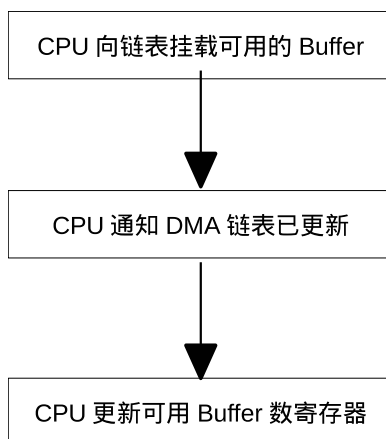 CPU 向链表挂载可用的 Buffer
CPU 通知 DMA 链表已更新
CPU 更新可用 Buffer 数寄存器